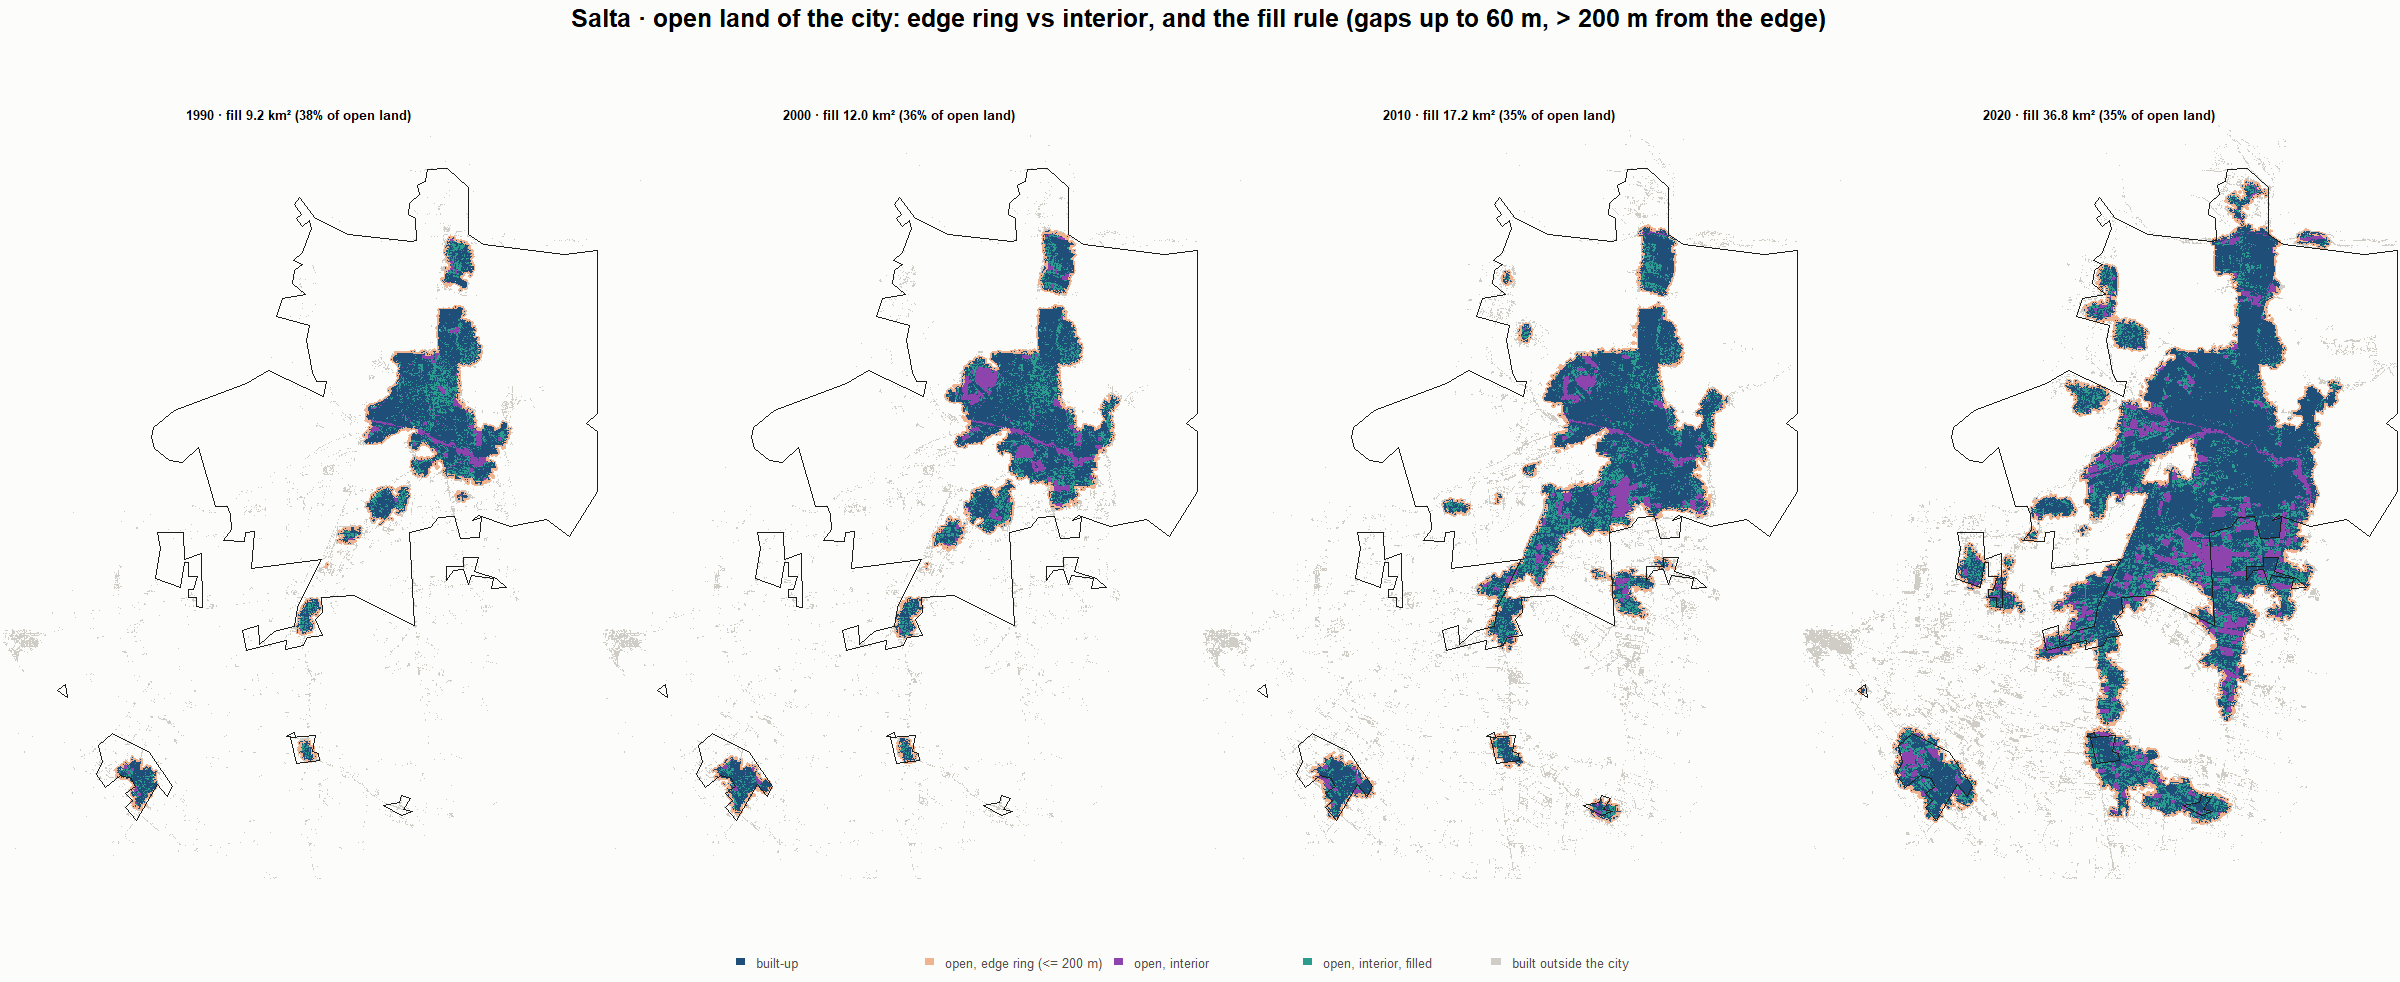 Salta · open land of the city: edge ring vs interior, and the fill rule (gaps up to 60 m, > 200 m from the edge)
1990 · fill 9.2 km² (38% of open land)
2000 · fill 12.0 km² (36% of open land)
2010 · fill 17.2 km² (35% of open land)
2020 · fill 36.8 km² (35% of open land)
built-up
open, edge ring (<= 200 m)
open, interior
open, interior, filled
built outside the city